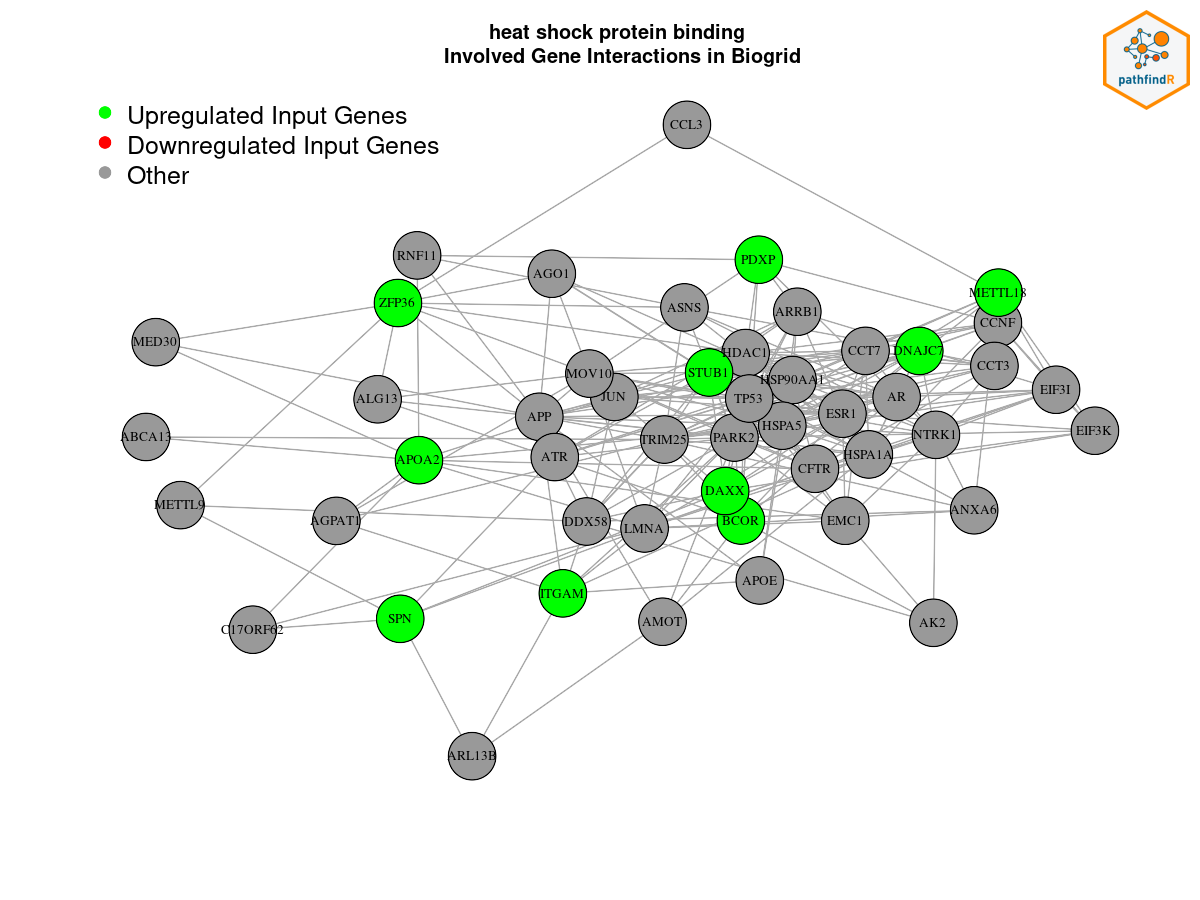 heat shock protein binding
Involved Gene Interactions in Biogrid
pathfindR
Upregulated Input Genes
Downregulated Input Genes
Other
CCL3
RNF11
AGO1
PDXP
ZFP36
METTL18
ASNS
ARRB1
CCNF
MED30
HDAC1
CCT7
DNAJC7
CCT3
MOV10
STUB1
HSP90AA1
EIF3I
ALG13
JUN
TP53
AR
APP
ESR1
ABCA13
TRIM25
PARK2
HSPA5
NTRK1
EIF3K
APOA2
ATR
CFTR
HSPA1A
DAXX
METTL9
AGPAT1
DDX58
LMNA
BCOR
EMC1
ANXA6
APOE
ITGAM
SPN
C17ORF62
AMOT
AK2
ARL13B